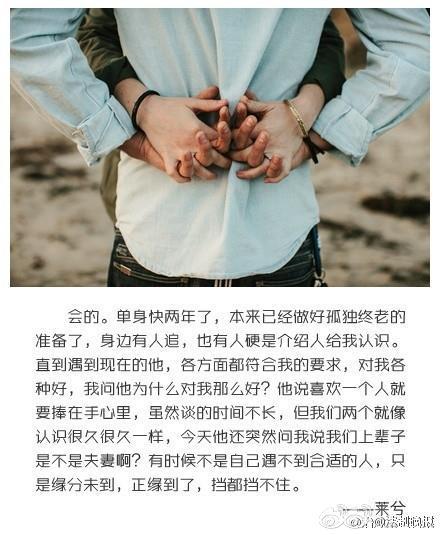 会的。单身快两年了，本来已经做好孤独终老的
准备了，身边有人追，也有人硬是介绍人给我认识。
直到遇到现在的他，各方面都符合我的要求，对我各
种好，我问他为什么对我那么好？他说喜欢一个人就
要捧在手心里，虽然谈的时间不长，但我们两个就像
认识很久很久一样，今天他还突然问我说我们上辈子
是不是夫妻啊？有时候不是自己遇不到合适的人，只
是缘分未到，正缘到了，挡都挡不住。
——莱兮